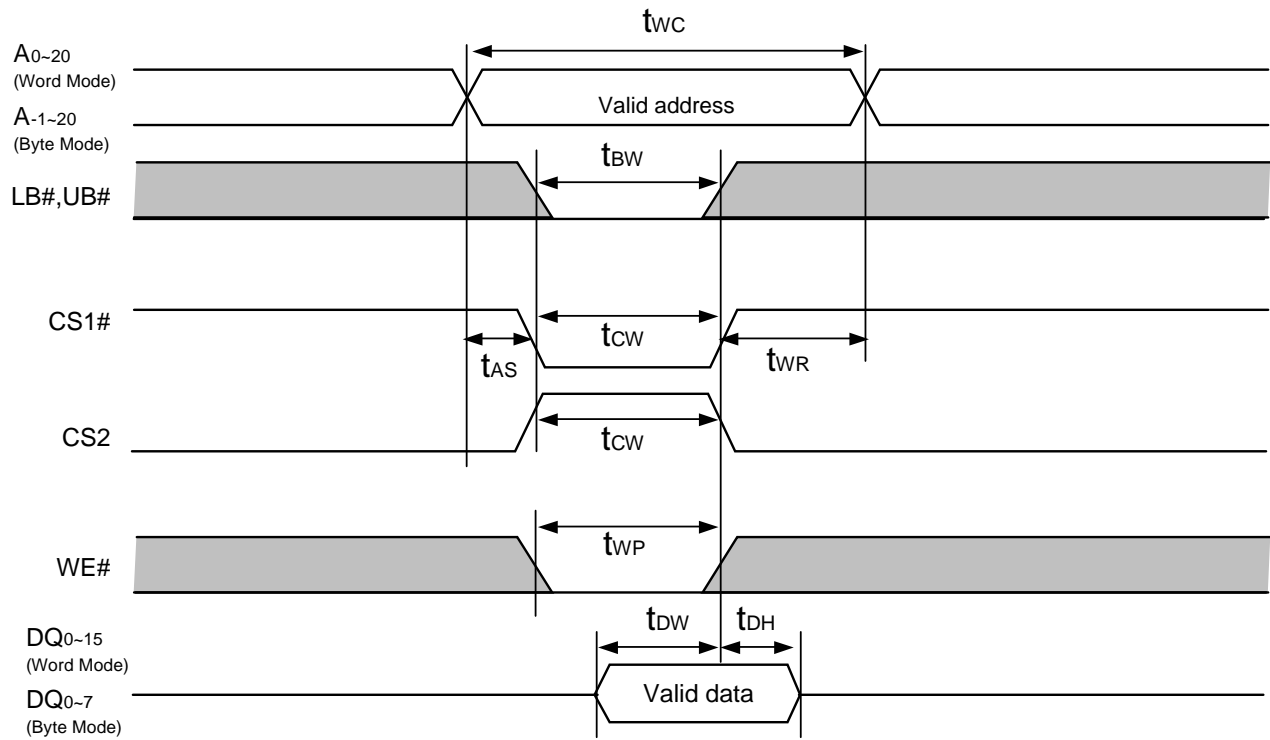 tWC
A0~20
(Word Mode)
A-1~20
(Byte Mode)
Valid address
tBW
LB#,UB#
CS1#
tCW
tAS
tWR
CS2
tCW
WE#
tWP
tDW
tDH
DQ0~15
(Word Mode)
DQ0~7
(Byte Mode)
Valid data